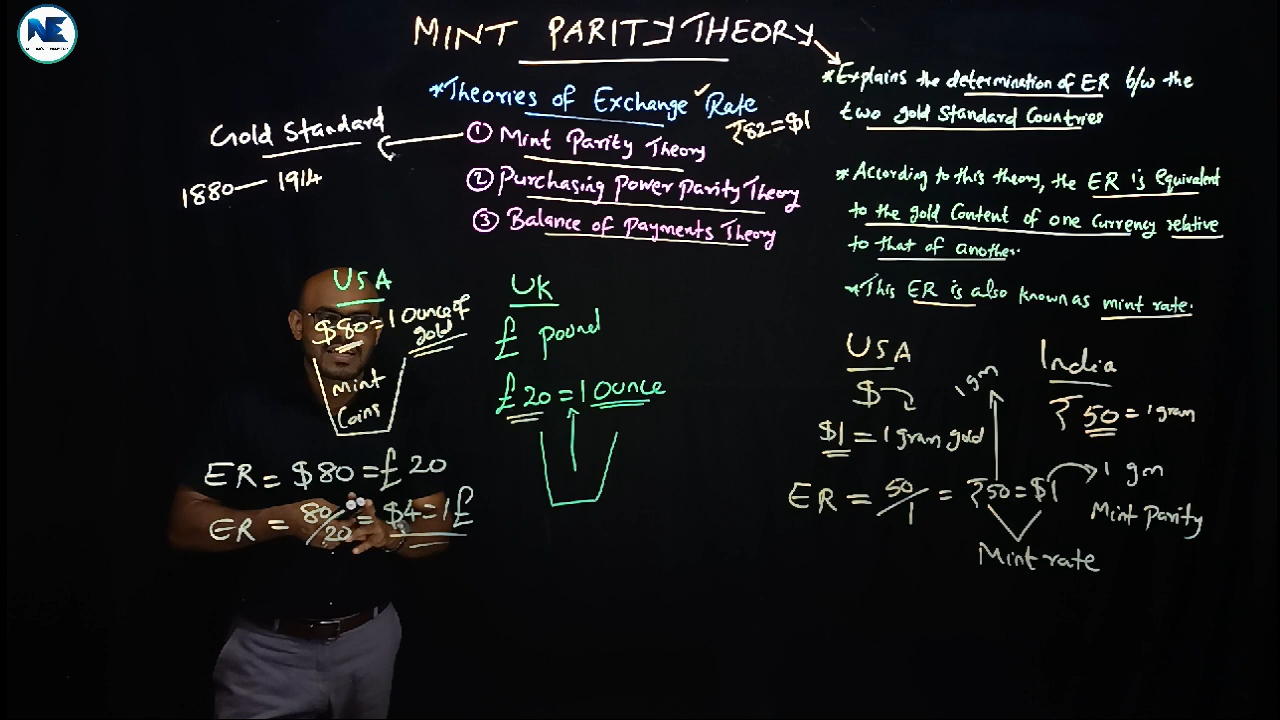 NE
MINT PARITY THEORY
*Theories of Exchange Rate
₹82=$1
① Mint Parity Theory
② Purchasing Power Parity Theory
③ Balance of Payments Theory
Gold Standard
1880 — 1914
*Explains the determination of ER b/w the
two gold Standard Countries
* According to this theory, the ER is equivalent
to the gold Content of one Currency relative
to that of another.
*This ER is also known as mint rate.
USA
$80=1 Ounce of
gold
Mint
Coins
UK
£ pound
£20=1 Ounce
ER = $80=£20
ER = 80/20 = $4=1£
USA
$
$1 = 1 gram gold
India
₹50=1 gram
1 gm
ER = 50/1 = ₹50=$1
1 gm
Mint Parity
Mint rate